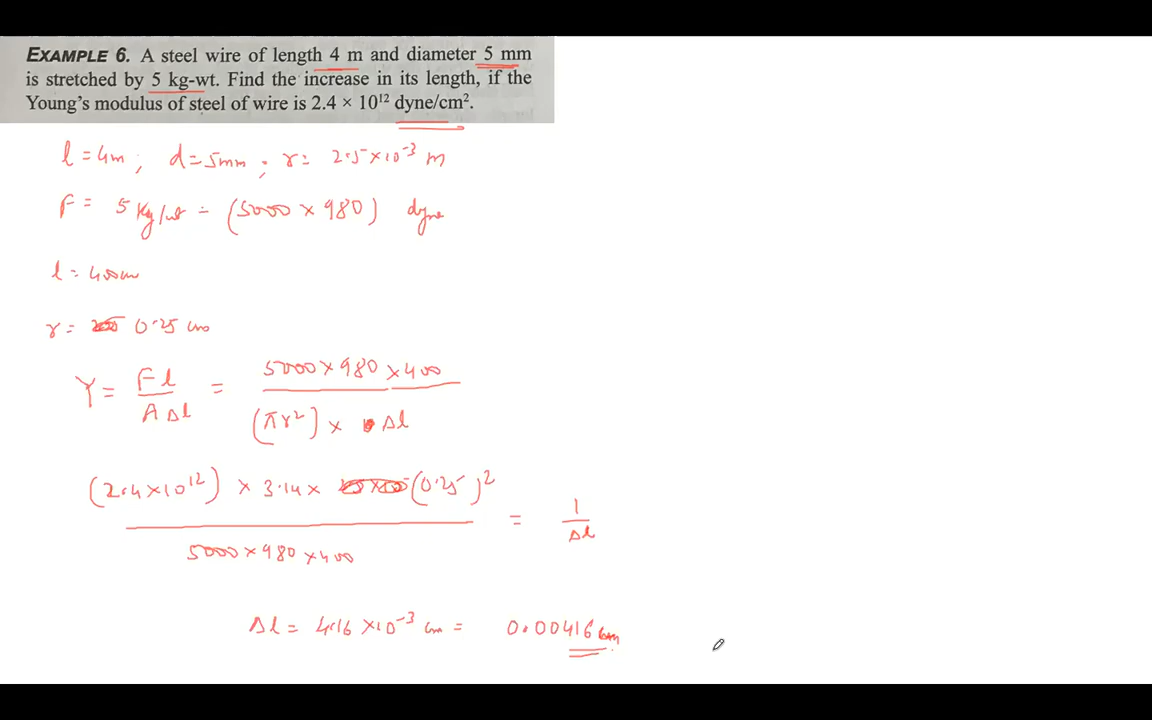 EXAMPLE 6. A steel wire of length 4 m and diameter 5 mm
is stretched by 5 kg-wt. Find the increase in its length, if the
Young's modulus of steel of wire is 2.4 × 10¹² dyne/cm².
l = 4m ; d = 5mm ; r = 2.5×10⁻³ m
F = 5 Kg/wt = (5000 × 980) dyne
l = 400cm
r = 0.25 cm
Y = Fl / A Δl = 5000 × 980 × 400 / (πr²) × Δl
(2.4×10¹²) × 3.14 × (0.25)² / 5000 × 980 × 400 = 1 / Δl
Δl = 4.16 ×10⁻³ cm = 0.00416 cm